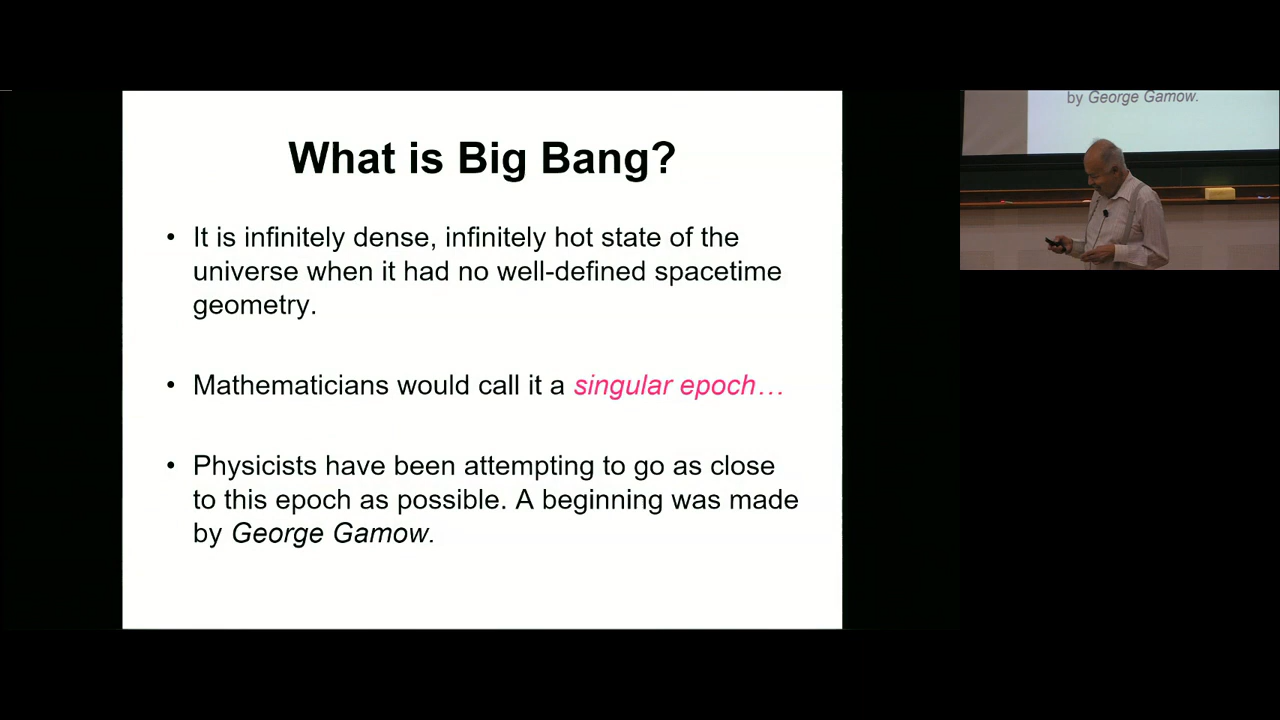 What is Big Bang?
• It is infinitely dense, infinitely hot state of the
universe when it had no well-defined spacetime
geometry.
• Mathematicians would call it a singular epoch…
• Physicists have been attempting to go as close
to this epoch as possible. A beginning was made
by George Gamow.
by George Gamow.